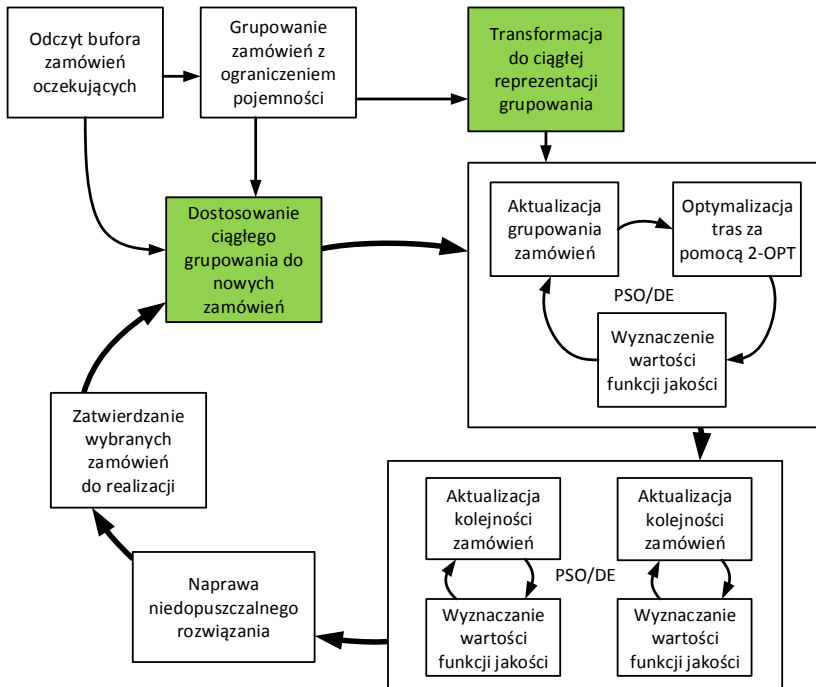 Odczyt bufora
zamówień
oczekujących
Grupowanie
zamówień z
ograniczeniem
pojemności
Transformacja
do ciągłej
reprezentacji
grupowania
Dostosowanie
ciągłego
grupowania do
nowych
zamówień
Aktualizacja
grupowania
zamówień
Optymalizacja
tras za
pomocą 2-OPT
PSO/DE
Wyznaczenie
wartości
funkcji jakości
Zatwierdzanie
wybranych
zamówień
do realizacji
Aktualizacja
kolejności
zamówień
Aktualizacja
kolejności
zamówień
PSO/DE
Wyznaczanie
wartości
funkcji jakości
Wyznaczanie
wartości
funkcji jakości
Naprawa
niedopuszczalnego
rozwiązania